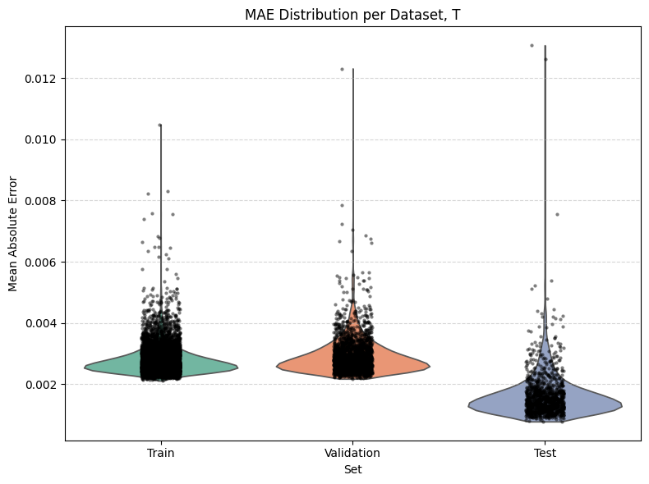 MAE Distribution per Dataset, T
0.012
0.010
0.008
0.006
0.004
0.002
Mean Absolute Error
Train
Validation
Test
Set